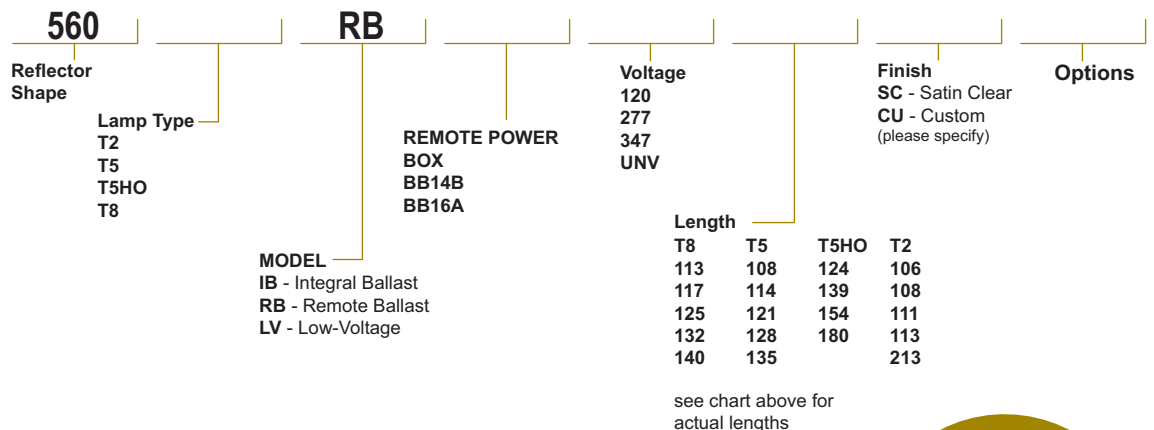 560
RB
Reflector
Shape
Lamp Type
T2
T5
T5HO
T8
MODEL
IB - Integral Ballast
RB - Remote Ballast
LV - Low-Voltage
REMOTE POWER
BOX
BB14B
BB16A
Voltage
120
277
347
UNV
Length
T8 T5 T5HO T2
113 108 124 106
117 114 139 108
125 121 154 111
132 128 180 113
140 135 213
see chart above for
actual lengths
Finish
SC - Satin Clear
CU - Custom
(please specify)
Options